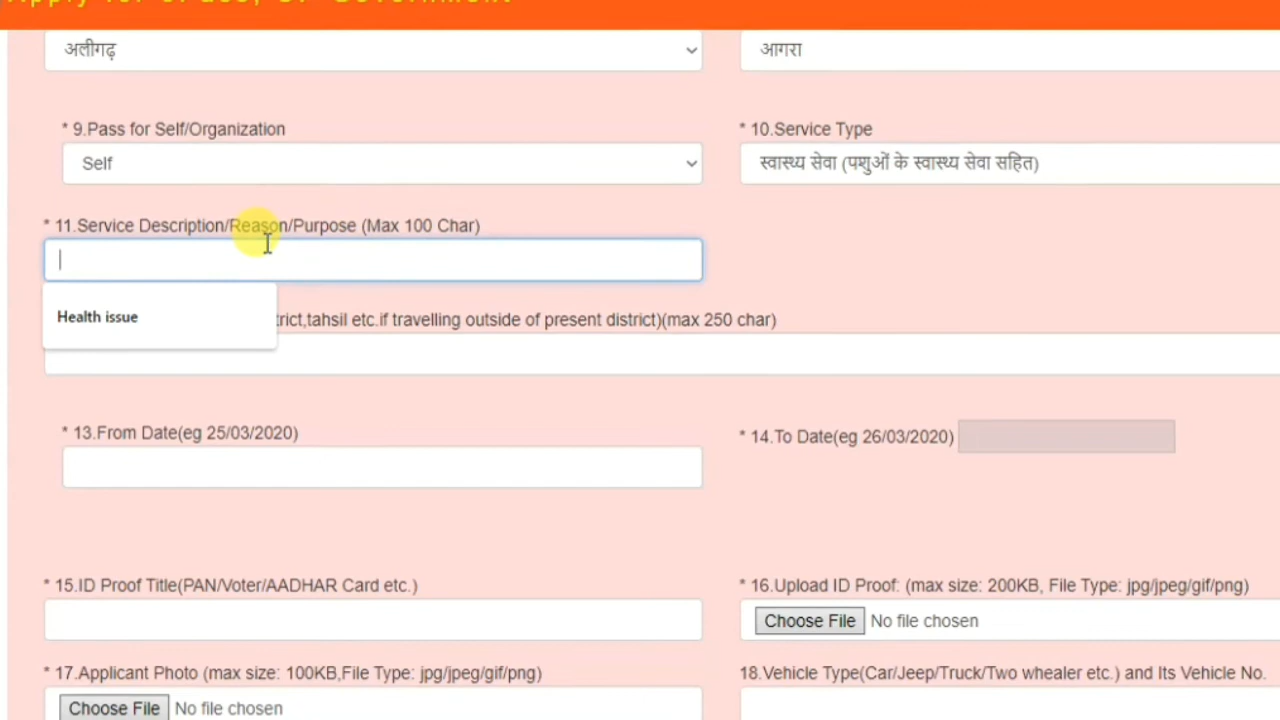 अलीगढ़ आगरा
* 9.Pass for Self/Organization * 10.Service Type
Self स्वास्थ्य सेवा (पशुओं के स्वास्थ्य सेवा सहित)
* 11.Service Description/Reason/Purpose (Max 100 Char)
Health issue
trict,tahsil etc.if travelling outside of present district)(max 250 char)
* 13.From Date(eg 25/03/2020) * 14.To Date(eg 26/03/2020)
* 15.ID Proof Title(PAN/Voter/AADHAR Card etc.) * 16.Upload ID Proof: (max size: 200KB, File Type: jpg/jpeg/gif/png)
Choose File No file chosen
* 17.Applicant Photo (max size: 100KB,File Type: jpg/jpeg/gif/png) 18.Vehicle Type(Car/Jeep/Truck/Two whealer etc.) and Its Vehicle No.
Choose File No file chosen